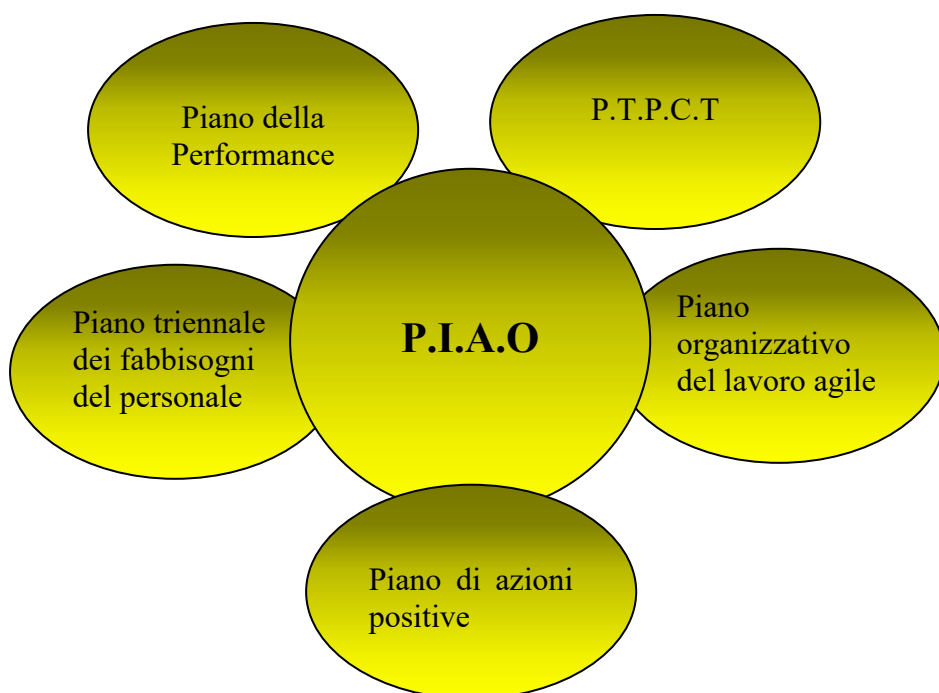 Piano della
Performance
P.T.P.C.T
Piano triennale
dei fabbisogni
del personale
P.I.A.O
Piano
organizzativo
del lavoro agile
Piano di azioni
positive